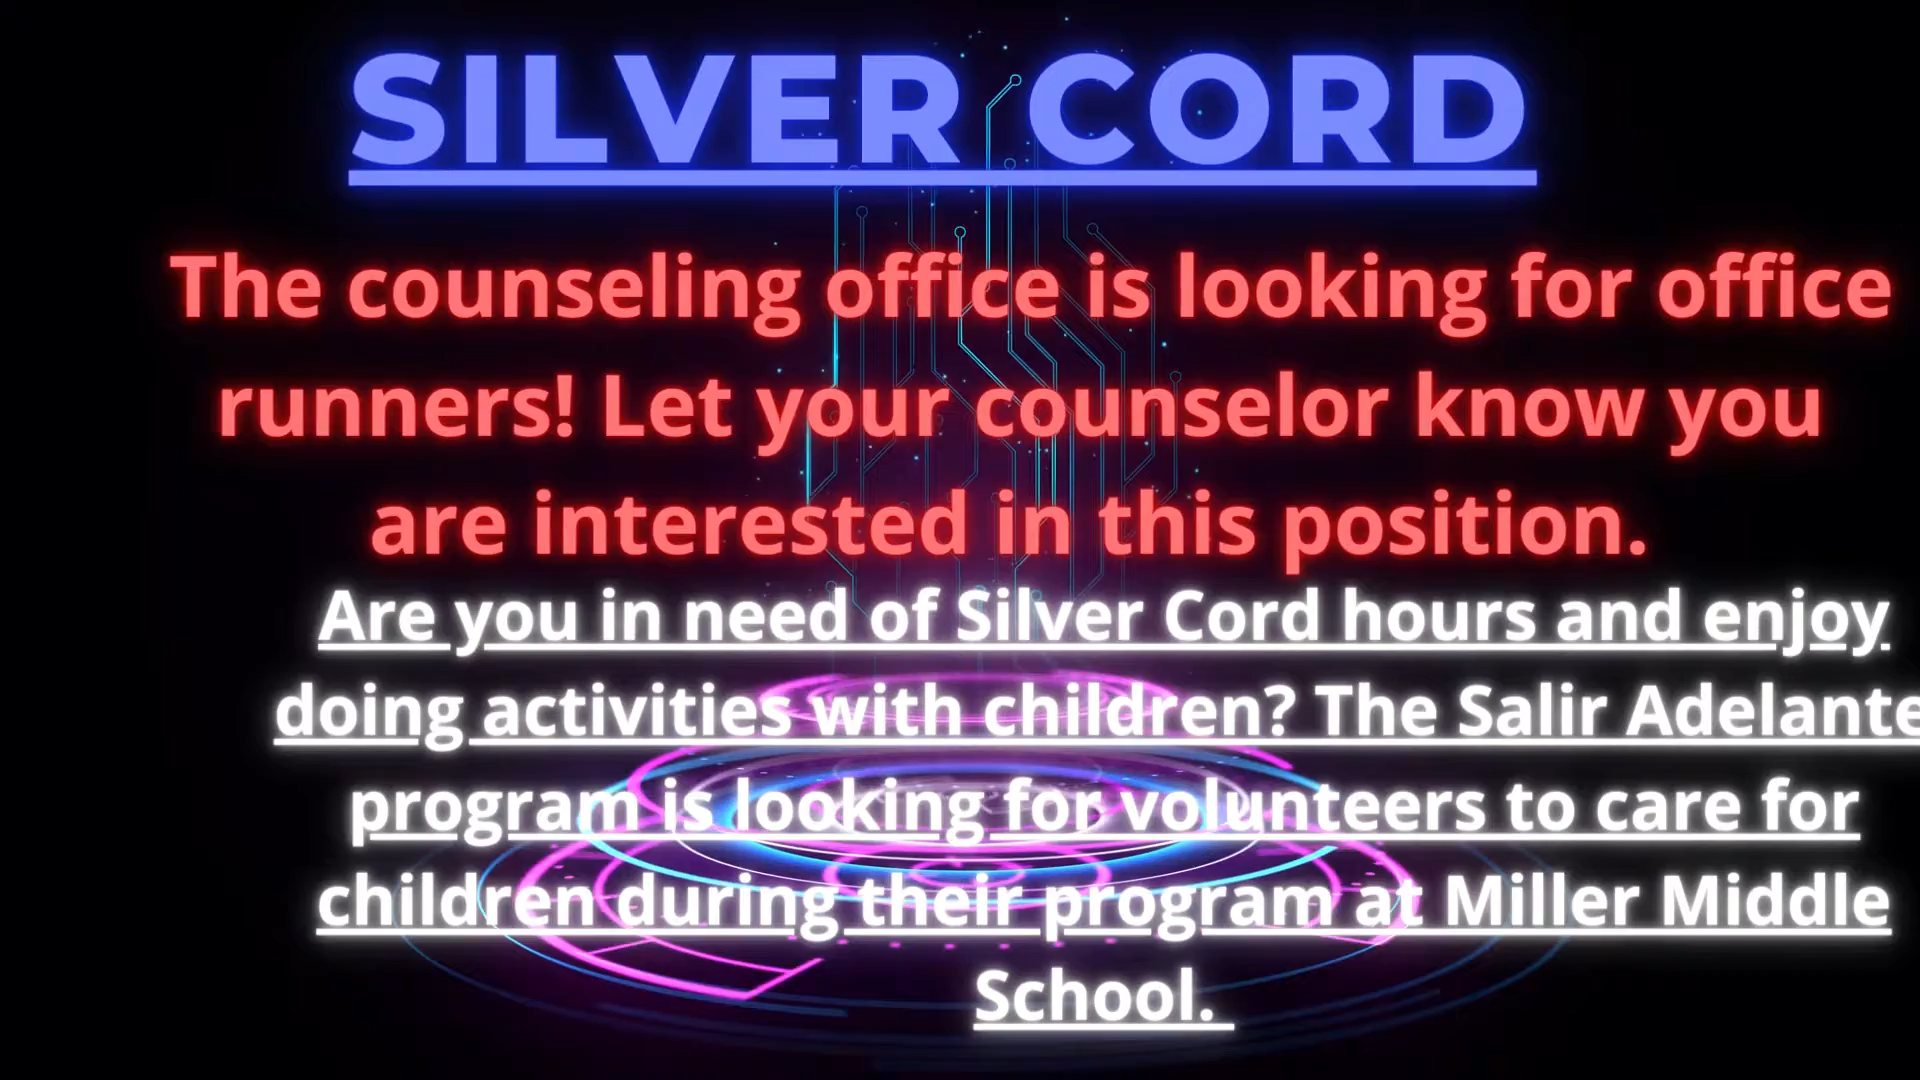 SILVER CORD
The counseling office is looking for office
runners! Let your counselor know you
are interested in this position.
Are you in need of Silver Cord hours and enjoy
doing activities with children? The Salir Adelante
program is looking for volunteers to care for
children during their program at Miller Middle
School.